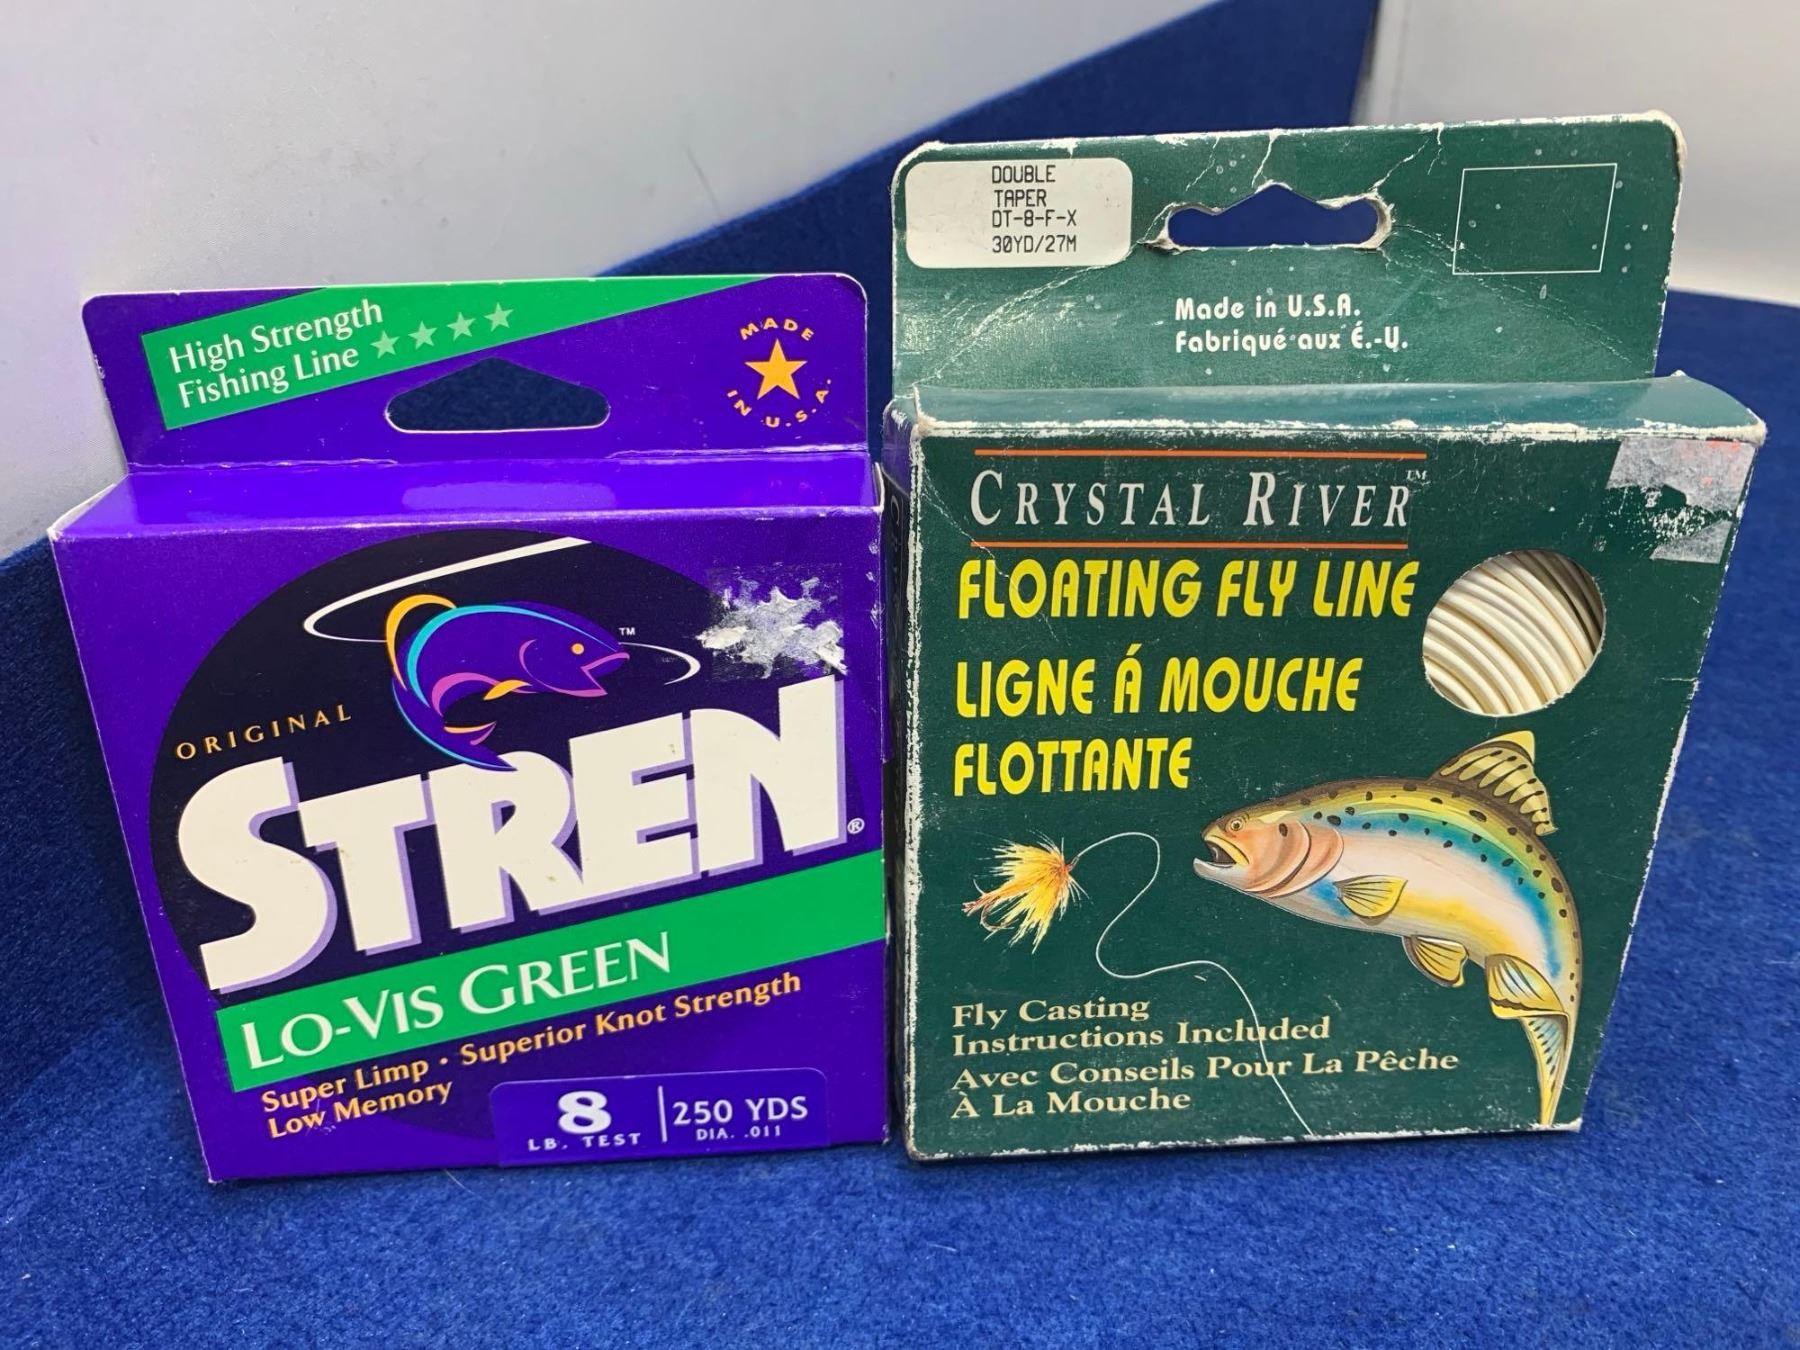 High Strength
Fishing Line
MADE
IN U.S.A.
ORIGINAL
TM
STREN®
LO-VIS GREEN
Super Limp · Superior Knot Strength
Low Memory
8
LB. TEST
250 YDS
DIA. .011
DOUBLE
TAPER
DT-8-F-X
30YD/27M
Made in U.S.A.
Fabriqué aux É.-U.
CRYSTAL RIVER™
FLOATING FLY LINE
LIGNE Á MOUCHE
FLOTTANTE
Fly Casting
Instructions Included
Avec Conseils Pour La Pêche
À La Mouche